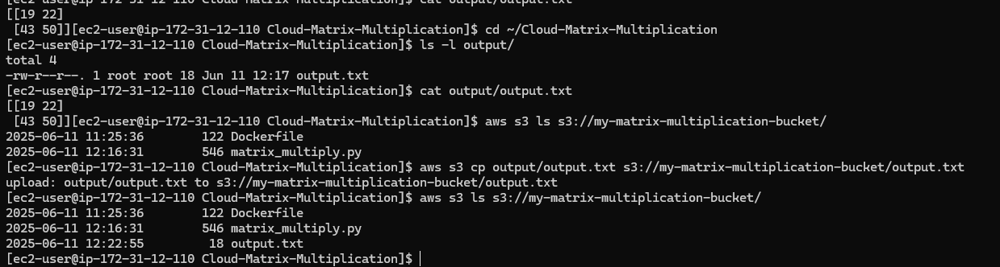 [ec2-user@ip-172-31-12-110 Cloud-Matrix-Multiplication]$ cat output/output.txt
[[19 22]
 [43 50]][ec2-user@ip-172-31-12-110 Cloud-Matrix-Multiplication]$ cd ~/Cloud-Matrix-Multiplication
[ec2-user@ip-172-31-12-110 Cloud-Matrix-Multiplication]$ ls -l output/
total 4
-rw-r--r--. 1 root root 18 Jun 11 12:17 output.txt
[ec2-user@ip-172-31-12-110 Cloud-Matrix-Multiplication]$ cat output/output.txt
[[19 22]
 [43 50]][ec2-user@ip-172-31-12-110 Cloud-Matrix-Multiplication]$ aws s3 ls s3://my-matrix-multiplication-bucket/
2025-06-11 11:25:36        122 Dockerfile
2025-06-11 12:16:31        546 matrix_multiply.py
[ec2-user@ip-172-31-12-110 Cloud-Matrix-Multiplication]$ aws s3 cp output/output.txt s3://my-matrix-multiplication-bucket/output.txt
upload: output/output.txt to s3://my-matrix-multiplication-bucket/output.txt
[ec2-user@ip-172-31-12-110 Cloud-Matrix-Multiplication]$ aws s3 ls s3://my-matrix-multiplication-bucket/
2025-06-11 11:25:36        122 Dockerfile
2025-06-11 12:16:31        546 matrix_multiply.py
2025-06-11 12:22:55         18 output.txt
[ec2-user@ip-172-31-12-110 Cloud-Matrix-Multiplication]$